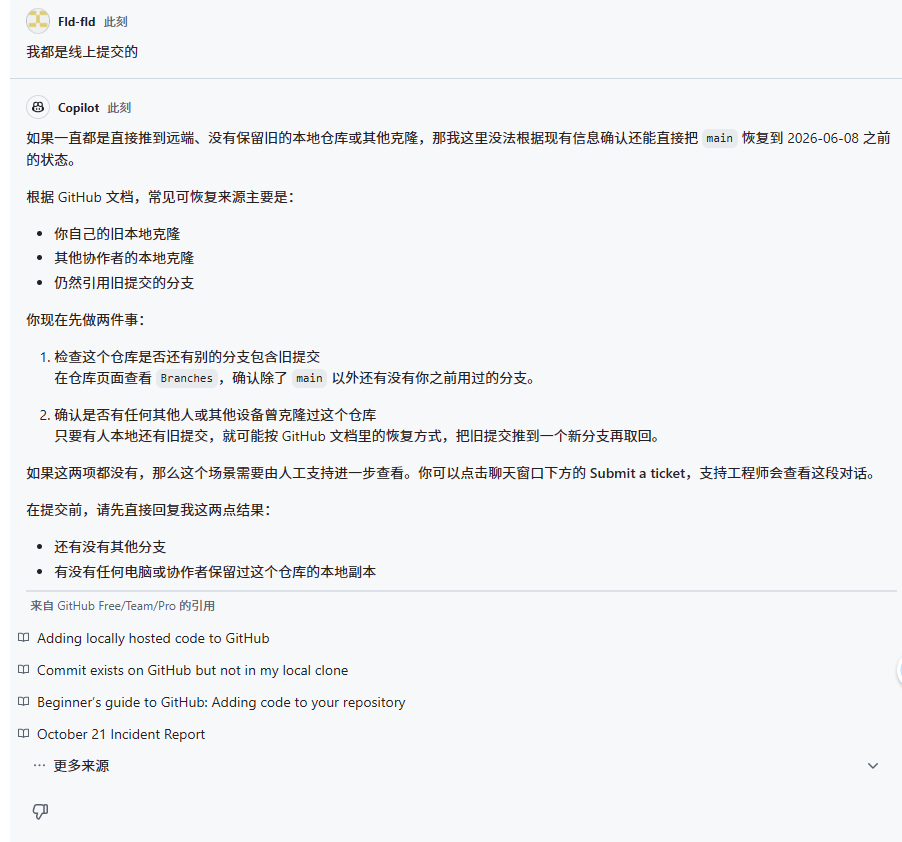 Fld-fld 此刻
我都是线上提交的
Copilot 此刻
如果一直都是直接推到远端、没有保留旧的本地仓库或其他克隆，那我这里没法根据现有信息确认还能直接把 main 恢复到 2026-06-08 之前
的状态。
根据 GitHub 文档，常见可恢复来源主要是：
• 你自己的旧本地克隆
• 其他协作者的本地克隆
• 仍然引用旧提交的分支
你现在先做两件事：
1. 检查这个仓库是否还有别的分支包含旧提交
在仓库页面查看 Branches，确认除了 main 以外还有没有你之前用过的分支。
2. 确认是否有任何其他人或其他设备曾克隆过这个仓库
只要有人本地还有旧提交，就可能按 GitHub 文档里的恢复方式，把旧提交推到一个新分支再取回。
如果这两项都没有，那么这个场景需要由人工支持进一步查看。你可以点击聊天窗口下方的 Submit a ticket，支持工程师会查看这段对话。
在提交前，请先直接回复我这两点结果：
• 还有没有其他分支
• 有没有任何电脑或协作者保留过这个仓库的本地副本
来自 GitHub Free/Team/Pro 的引用
Adding locally hosted code to GitHub
Commit exists on GitHub but not in my local clone
Beginner's guide to GitHub: Adding code to your repository
October 21 Incident Report
··· 更多来源